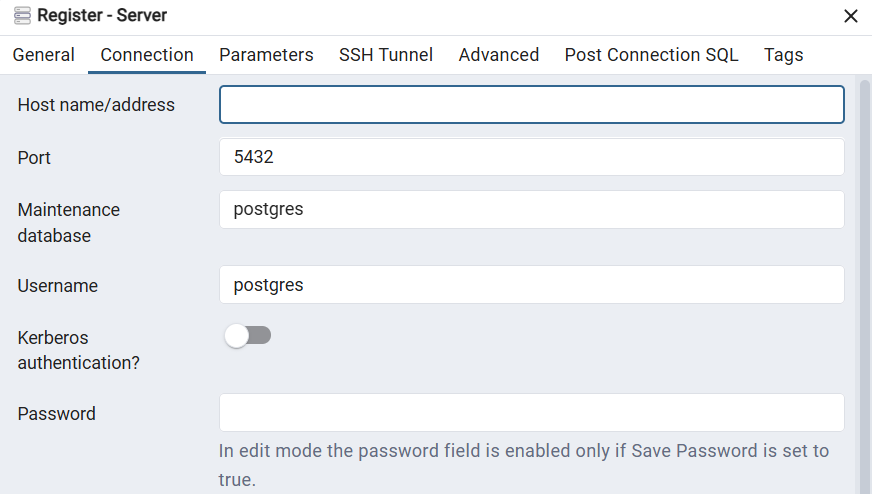 Register - Server
General Connection Parameters SSH Tunnel Advanced Post Connection SQL Tags
Host name/address
Port 5432
Maintenance database postgres
Username postgres
Kerberos authentication?
Password
In edit mode the password field is enabled only if Save Password is set to
true.